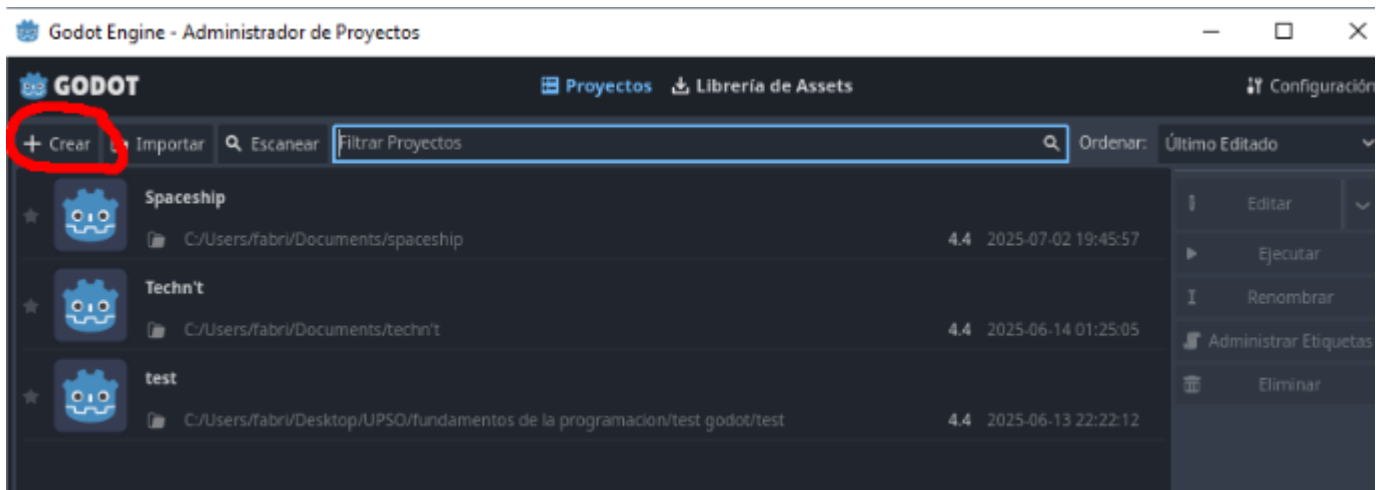 Godot Engine - Administrador de Proyectos
GODOT Proyectos Librería de Assets Configuración
+ Crear Importar Escanear Filtrar Proyectos Ordenar: Último Editado
Spaceship
C:/Users/fabri/Documents/spaceship 4.4 2025-07-02 19:45:57
Techn't
C:/Users/fabri/Documents/techn't 4.4 2025-06-14 01:25:05
test
C:/Users/fabri/Desktop/UPSO/fundamentos de la programacion/test godot/test 4.4 2025-06-13 22:22:12
Editar
Ejecutar
Renombrar
Administrar Etiquetas
Eliminar